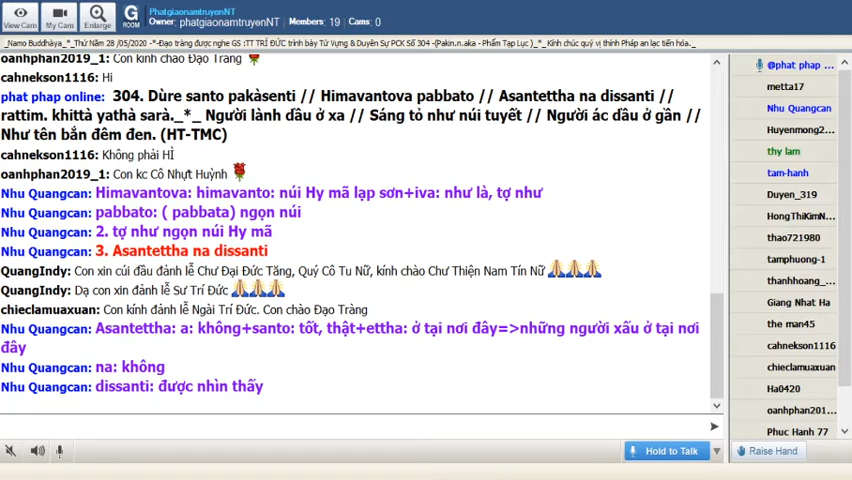 View Cam
My Cam
Enlarge
G
ROOM
PhatgiaonamtruyenNT
Owner: phatgiaonamtruyenNT Members: 19 Cams: 0
_Namo Buddhàya_*_Thứ Năm 28 /05/2020 -*-Đạo tràng được nghe GS :TT TRÍ ĐỨC trình bày Từ Vựng & Duyên Sự PCK Số 304 -(Pakin.n.aka - Phẩm Tạp Lục )_*_ Kính chúc quý vị thính Pháp an lạc tiến hóa._
oanhphan2019_1: Con kính chào Đạo Tràng
cahnekson1116: Hi
phat phap online: 304. Dùre santo pakàsenti // Himavantova pabbato // Asantettha na dissanti //
rattim. khittà yathà sarà._*_ Người lành dầu ở xa // Sáng tỏ như núi tuyết // Người ác dầu ở gần //
Như tên bắn đêm đen. (HT-TMC)
cahnekson1116: Không phải HÌ
oanhphan2019_1: Con kc Cô Nhựt Huỳnh
Nhu Quangcan: Himavantova: himavanto: núi Hy mã lạp sơn+iva: như là, tợ như
Nhu Quangcan: pabbato: ( pabbata) ngọn núi
Nhu Quangcan: 2. tợ như ngọn núi Hy mã
Nhu Quangcan: 3. Asantettha na dissanti
QuangIndy: Con xin cúi đầu đảnh lễ Chư Đại Đức Tăng, Quý Cô Tu Nữ, kính chào Chư Thiện Nam Tín Nữ
QuangIndy: Dạ con xin đảnh lễ Sư Trí Đức
chieclamuaxuan: Con kính đảnh lễ Ngài Trí Đức. Con chào Đạo Tràng
Nhu Quangcan: Asantettha: a: không+santo: tốt, thật+ettha: ở tại nơi đây=>những người xấu ở tại nơi
đây
Nhu Quangcan: na: không
Nhu Quangcan: dissanti: được nhìn thấy
@phat phap ...
metta17
Nhu Quangcan
Huyenmong2...
thy lam
tam-hanh
Duyen_319
HongThiKimN...
thao721980
tamphuong-1
thanhhoang_...
Giang Nhat Ha
the man45
cahnekson1116
chieclamuaxuan
Ha0420
oanhphan201...
Phuc Hanh 77
Hold to Talk
Raise Hand